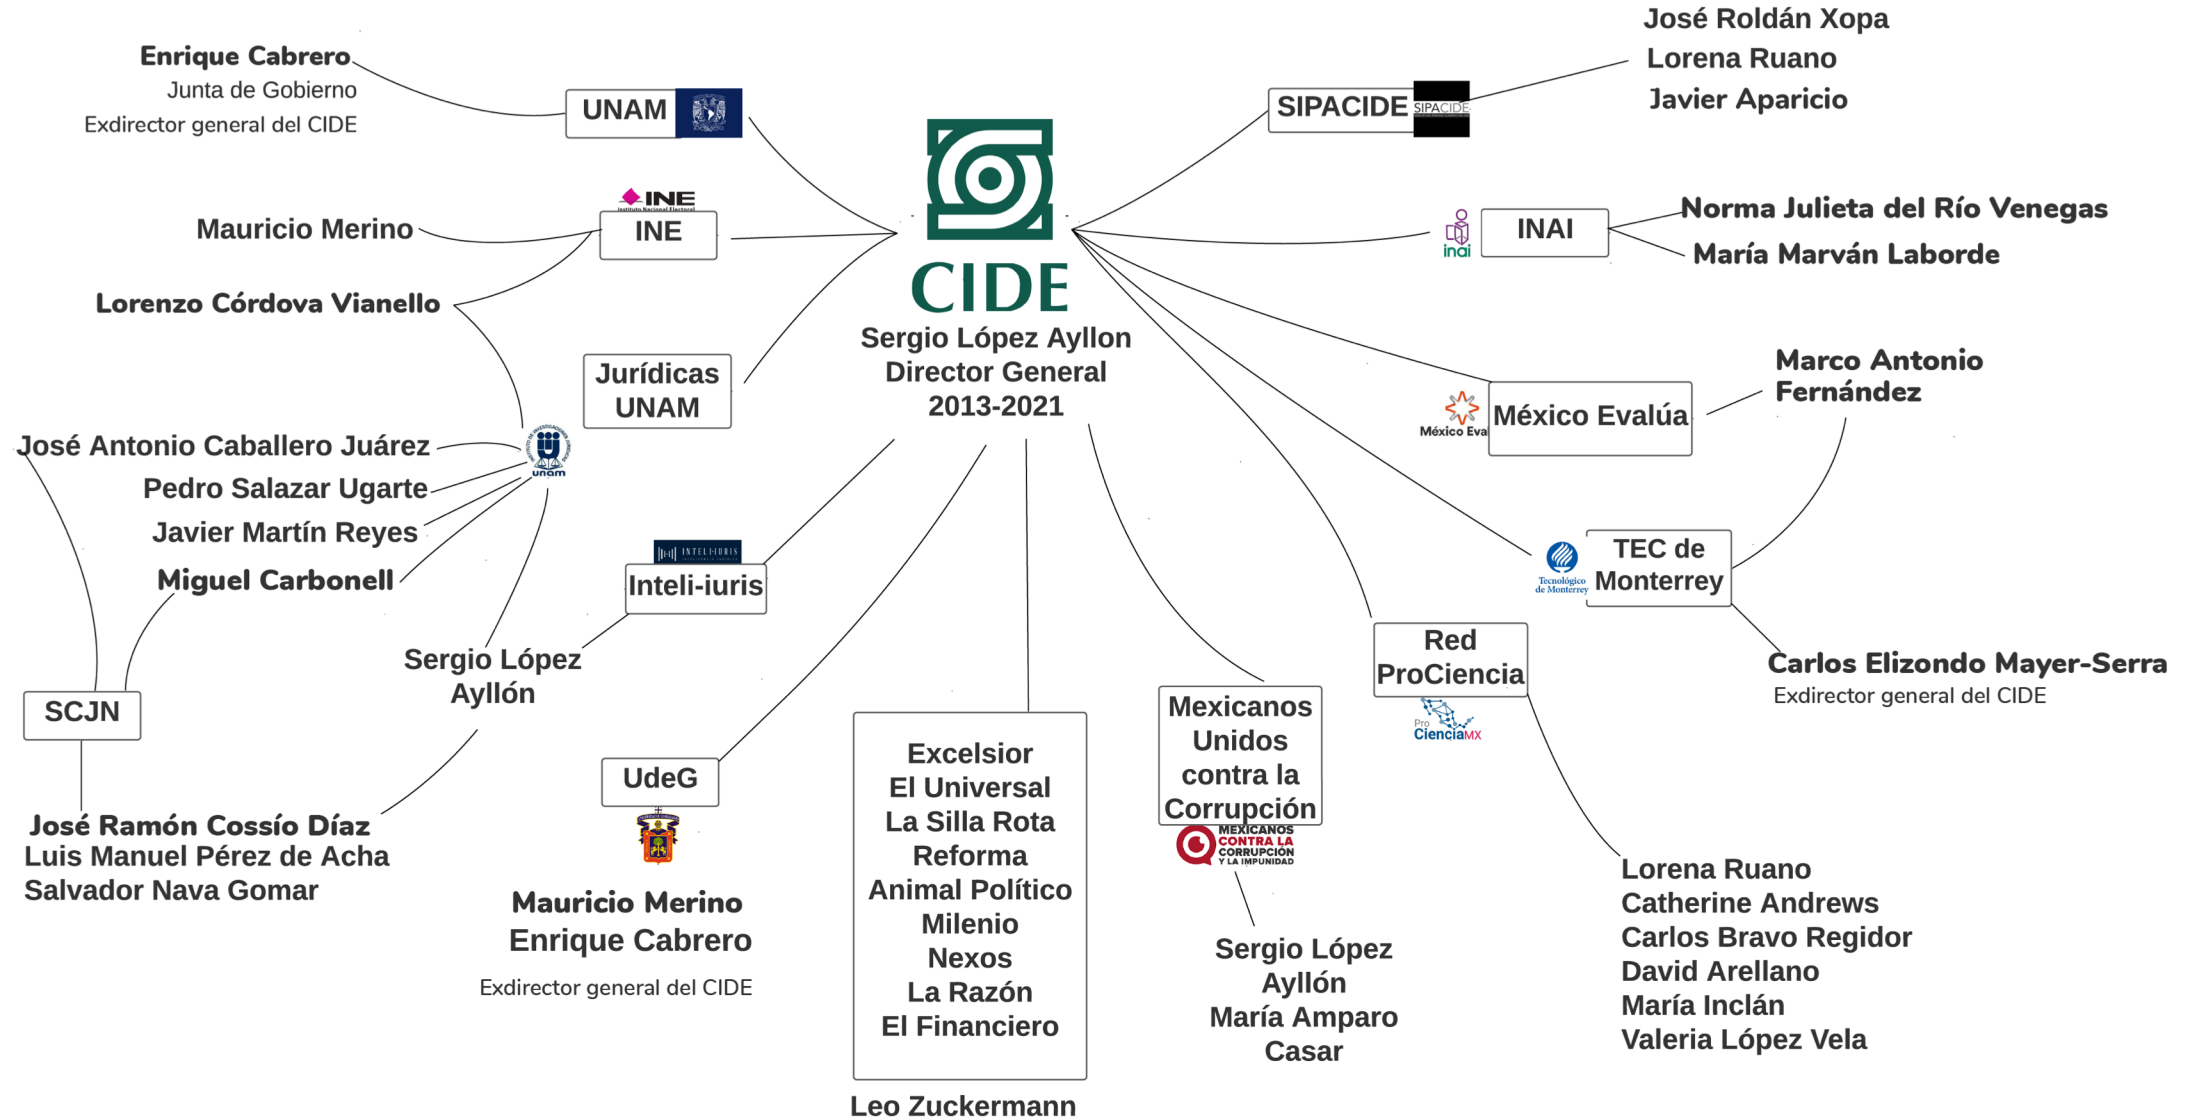 Enrique Cabrero
Junta de Gobierno
Exdirector general del CIDE
UNAM
INE
Instituto Nacional Electoral
INE
Mauricio Merino
Lorenzo Córdova Vianello
Jurídicas
UNAM
José Antonio Caballero Juárez
Pedro Salazar Ugarte
Javier Martín Reyes
Miguel Carbonell
unam
INTELI-IURIS
Inteli-iuris
Sergio López
Ayllón
SCJN
José Ramón Cossío Díaz
Luis Manuel Pérez de Acha
Salvador Nava Gomar
UdeG
Mauricio Merino
Enrique Cabrero
Exdirector general del CIDE
CIDE
Sergio López Ayllon
Director General
2013-2021
Excelsior
El Universal
La Silla Rota
Reforma
Animal Político
Milenio
Nexos
La Razón
El Financiero
Leo Zuckermann
Mexicanos
Unidos
contra la
Corrupción
MEXICANOS
CONTRA LA
CORRUPCIÓN
Y LA IMPUNIDAD
Sergio López
Ayllón
María Amparo
Casar
SIPACIDE
SIPACIDE
José Roldán Xopa
Lorena Ruano
Javier Aparicio
inai
INAI
Norma Julieta del Río Venegas
María Marván Laborde
México Eva
México Evalúa
Marco Antonio
Fernández
Tecnológico
de Monterrey
TEC de
Monterrey
Carlos Elizondo Mayer-Serra
Exdirector general del CIDE
Red
ProCiencia
Pro
CienciaMX
Lorena Ruano
Catherine Andrews
Carlos Bravo Regidor
David Arellano
María Inclán
Valeria López Vela